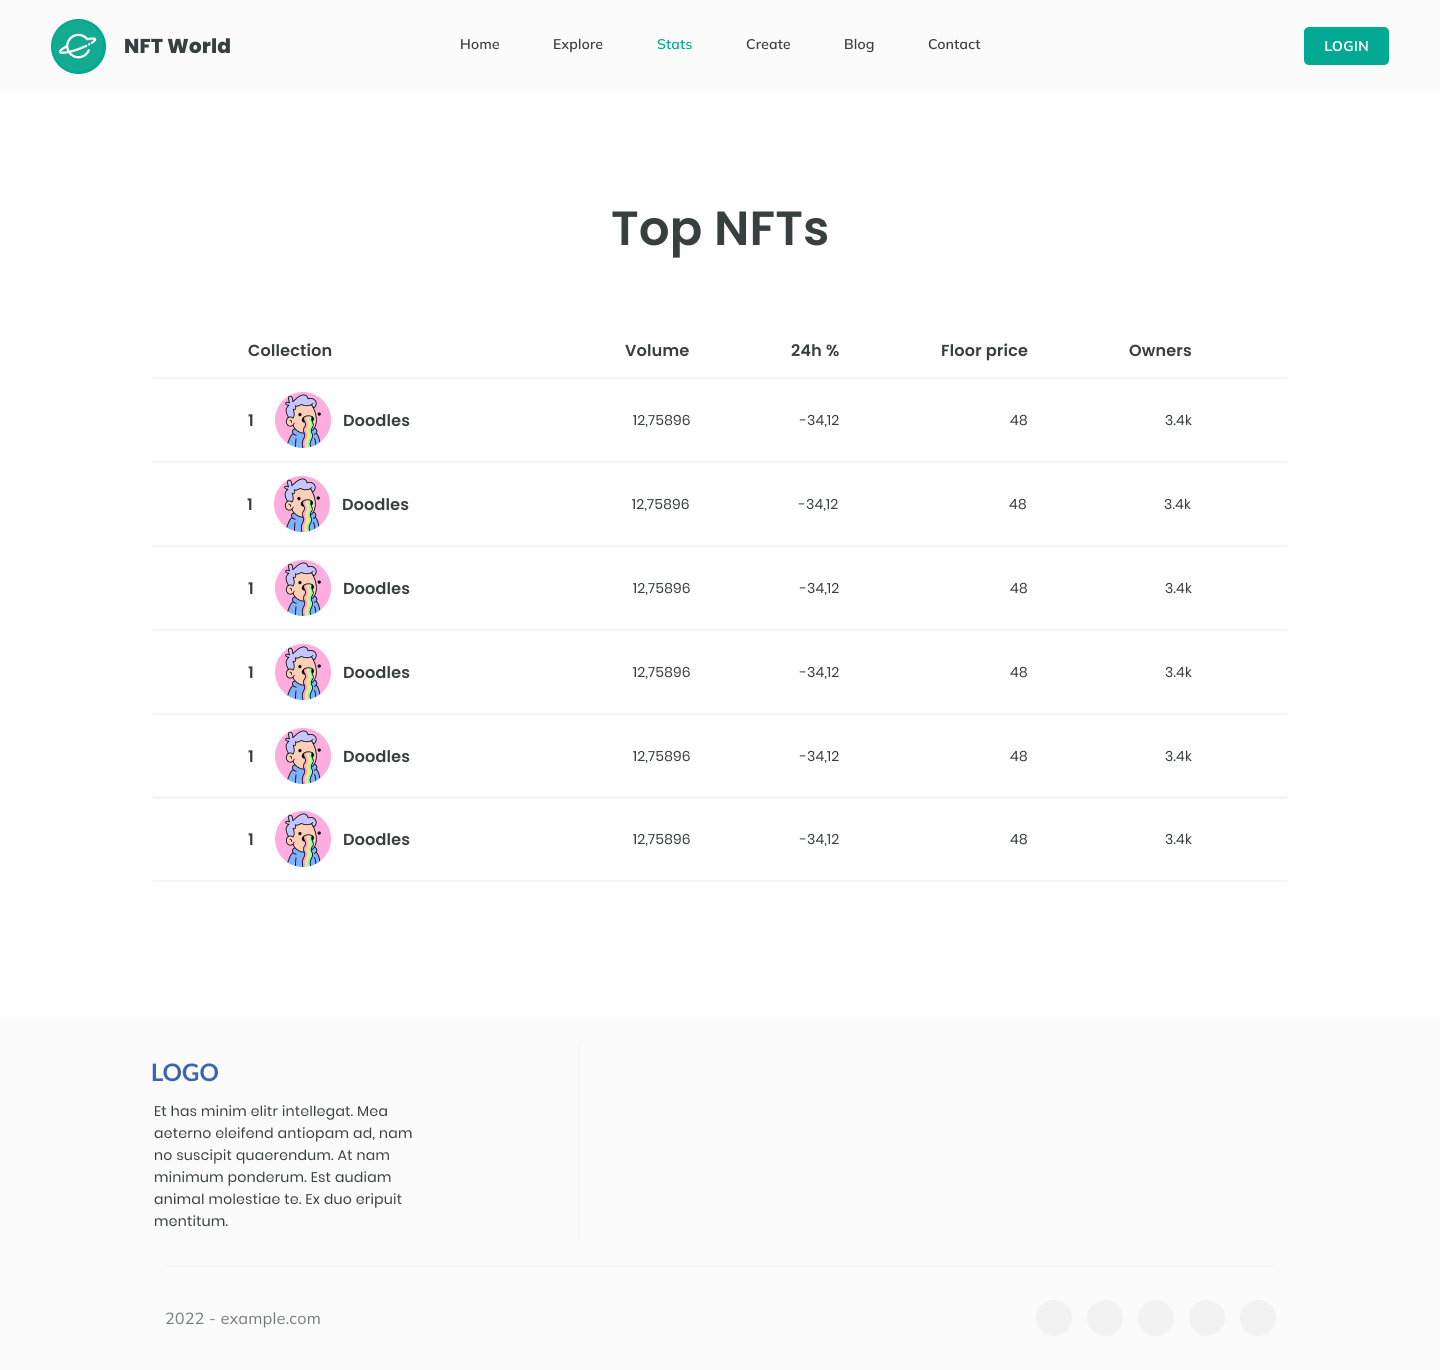 NFT World
Home Explore Stats Create Blog Contact
LOGIN
Top NFTs
Collection Volume 24h % Floor price Owners
1 Doodles 12,75896 -34,12 48 3.4k
1 Doodles 12,75896 -34,12 48 3.4k
1 Doodles 12,75896 -34,12 48 3.4k
1 Doodles 12,75896 -34,12 48 3.4k
1 Doodles 12,75896 -34,12 48 3.4k
1 Doodles 12,75896 -34,12 48 3.4k
LOGO
Et has minim elitr intellegat. Mea
aeterno eleifend antiopam ad, nam
no suscipit quaerendum. At nam
minimum ponderum. Est audiam
animal molestiae te. Ex duo eripuit
mentitum.
2022 - example.com